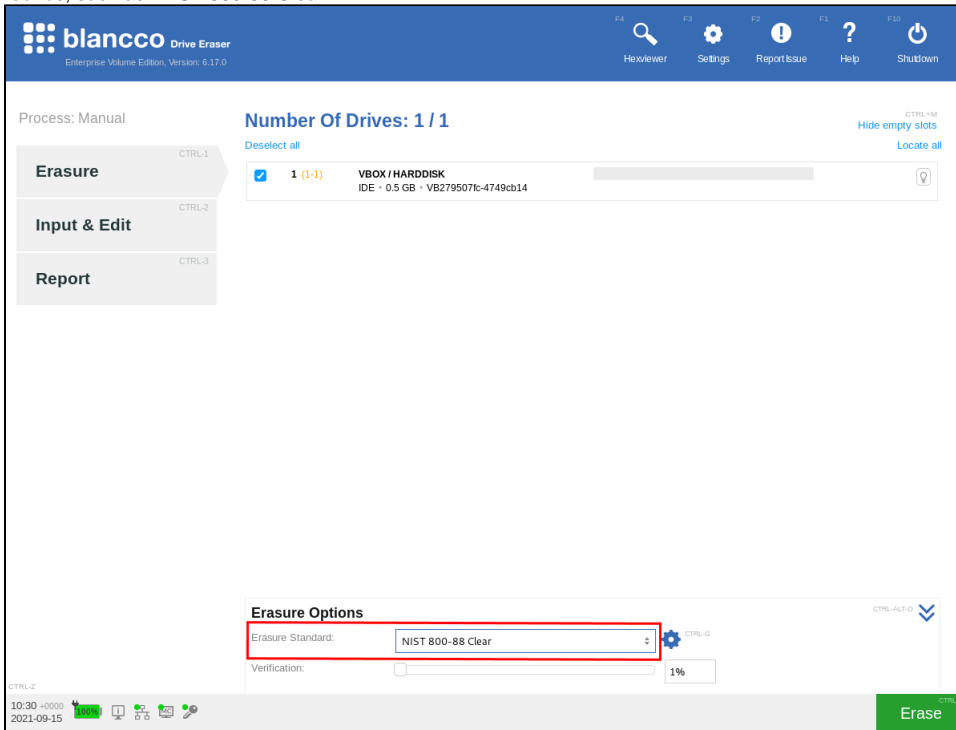 F4 F3 F2 F1 F10
blancco Drive Eraser
Enterprise Volume Edition, Version: 6.17.0
Hexviewer Settings Report Issue Help Shutdown
Process: Manual
Number Of Drives: 1 / 1
CTRL+M
Hide empty slots
Deselect all
Locate all
CTRL-1
Erasure
1 (1-1) VBOX / HARDDISK
IDE • 0.5 GB • VB279507fc-4749cb14
CTRL-2
Input & Edit
CTRL-3
Report
Erasure Options
CTRL-ALT-O
Erasure Standard: NIST 800-88 Clear
CTRL-G
Verification: 1%
CTRL-Z
10:30 +0000
2021-09-15
100%
MC
CTRL
Erase